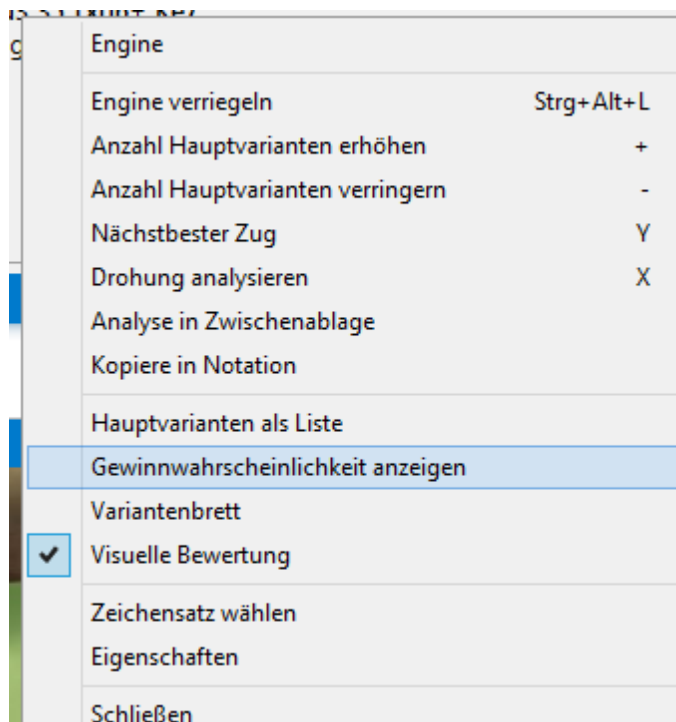 Engine
Engine verriegeln Strg+Alt+L
Anzahl Hauptvarianten erhöhen +
Anzahl Hauptvarianten verringern -
Nächstbester Zug Y
Drohung analysieren X
Analyse in Zwischenablage
Kopiere in Notation
Hauptvarianten als Liste
Gewinnwahrscheinlichkeit anzeigen
Variantenbrett
Visuelle Bewertung
Zeichensatz wählen
Eigenschaften
Schließen